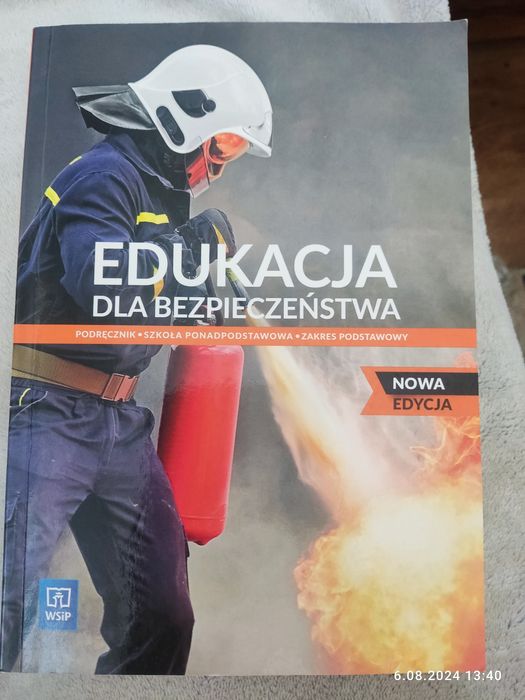 EDUKACJA
DLA BEZPIECZEŃSTWA
PODRĘCZNIK • SZKOŁA PONADPODSTAWOWA • ZAKRES PODSTAWOWY
NOWA
EDYCJA
WSiP
6.08.2024 13:40